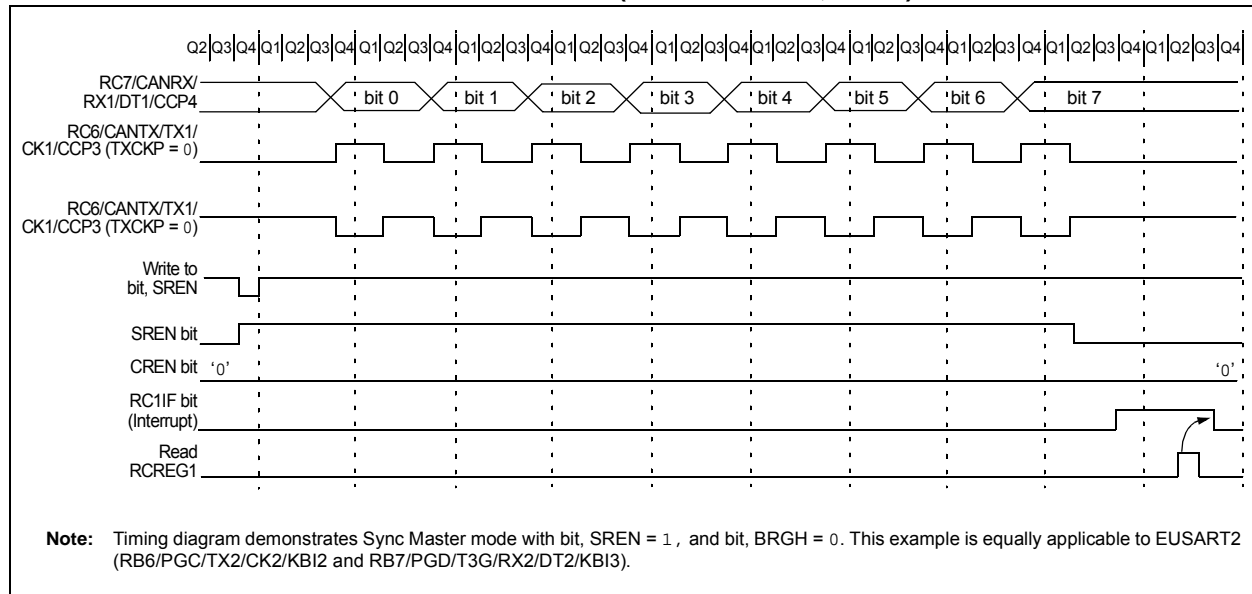 Q2|Q3|Q4|Q1|Q2|Q3|Q4|Q1|Q2|Q3|Q4|Q1|Q2|Q3|Q4|Q1|Q2|Q3|Q4|Q1|Q2|Q3|Q4|Q1|Q2|Q3|Q4|Q1|Q2|Q3|Q4|Q1|Q2|Q3|Q4|Q1|Q2|Q3|Q4|Q1|Q2|Q3|Q4
RC7/CANRX/
RX1/DT1/CCP4
bit 0 bit 1 bit 2 bit 3 bit 4 bit 5 bit 6 bit 7
RC6/CANTX/TX1/
CK1/CCP3 (TXCKP = 0)
RC6/CANTX/TX1/
CK1/CCP3 (TXCKP = 0)
Write to
bit, SREN
SREN bit
CREN bit '0' '0'
RC1IF bit
(Interrupt)
Read
RCREG1
Note: Timing diagram demonstrates Sync Master mode with bit, SREN = 1, and bit, BRGH = 0. This example is equally applicable to EUSART2
(RB6/PGC/TX2/CK2/KBI2 and RB7/PGD/T3G/RX2/DT2/KBI3).